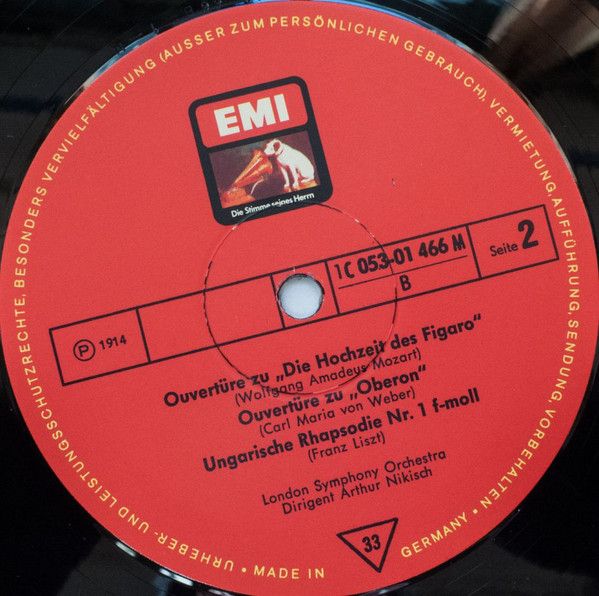 URHEBER- UND LEISTUNGSSCHUTZRECHTE, BESONDERS VERVIELFÄLTIGUNG (AUSSER ZUM PERSÖNLICHEN GEBRAUCH), VERMIETUNG, AUFFÜHRUNG, SENDUNG, VORBEHALTEN
EMI
Die Stimme seines Herrn
℗ 1914
1 C 053-01 466 M
B
Seite 2
Ouvertüre zu „Die Hochzeit des Figaro“
(Wolfgang Amadeus Mozart)
Ouvertüre zu „Oberon“
(Carl Maria von Weber)
Ungarische Rhapsodie Nr. 1 f-moll
(Franz Liszt)
London Symphony Orchestra
Dirigent Arthur Nikisch
33
• MADE IN GERMANY •